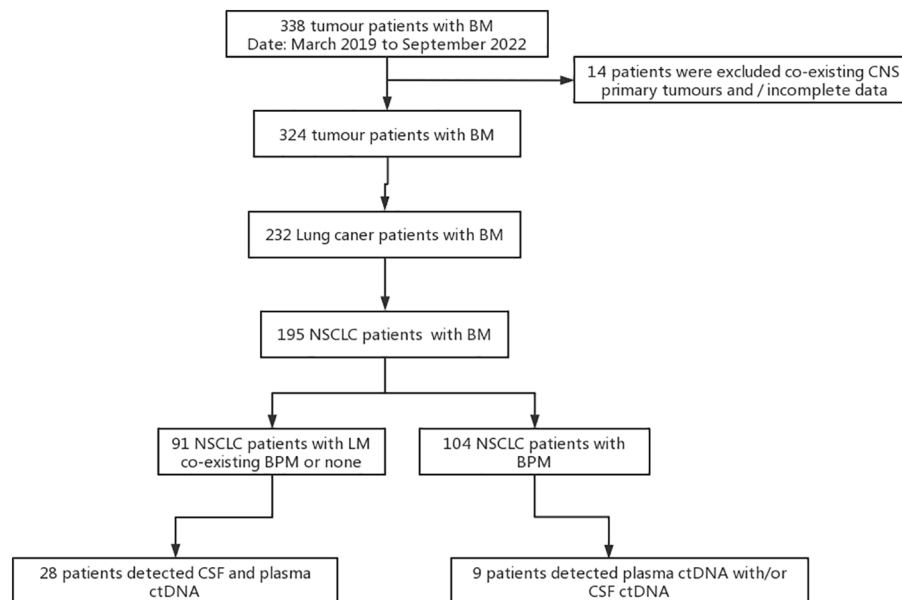 338 tumour patients with BM
Date: March 2019 to September 2022
14 patients were excluded co-existing CNS
primary tumours and / incomplete data
324 tumour patients with BM
232 Lung caner patients with BM
195 NSCLC patients with BM
91 NSCLC patients with LM
co-existing BPM or none
104 NSCLC patients with
BPM
28 patients detected CSF and plasma
ctDNA
9 patients detected plasma ctDNA with/or
CSF ctDNA